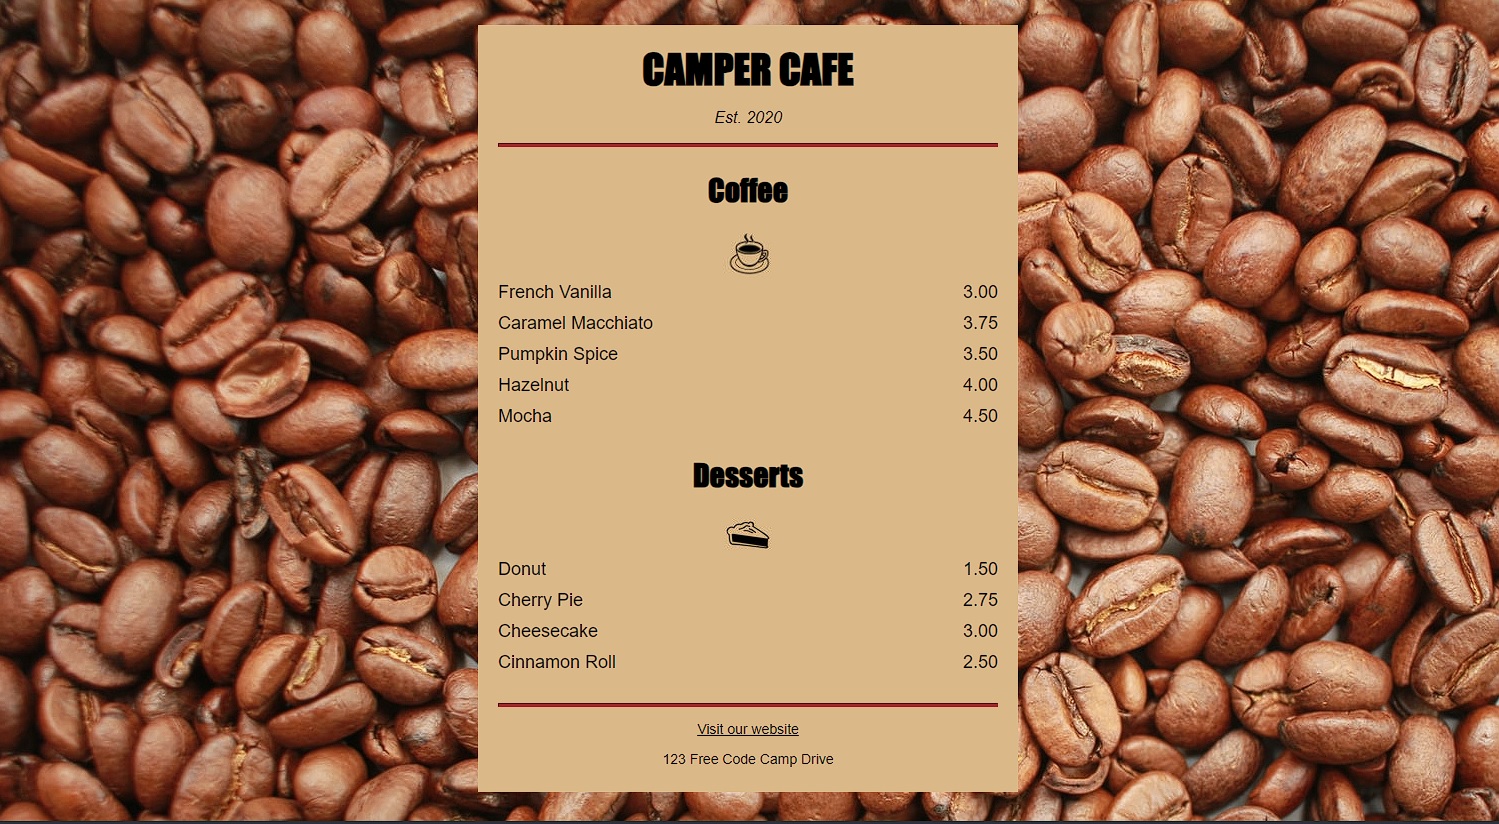 CAMPER CAFE
Est. 2020
Coffee
French Vanilla 3.00
Caramel Macchiato 3.75
Pumpkin Spice 3.50
Hazelnut 4.00
Mocha 4.50
Desserts
Donut 1.50
Cherry Pie 2.75
Cheesecake 3.00
Cinnamon Roll 2.50
Visit our website
123 Free Code Camp Drive